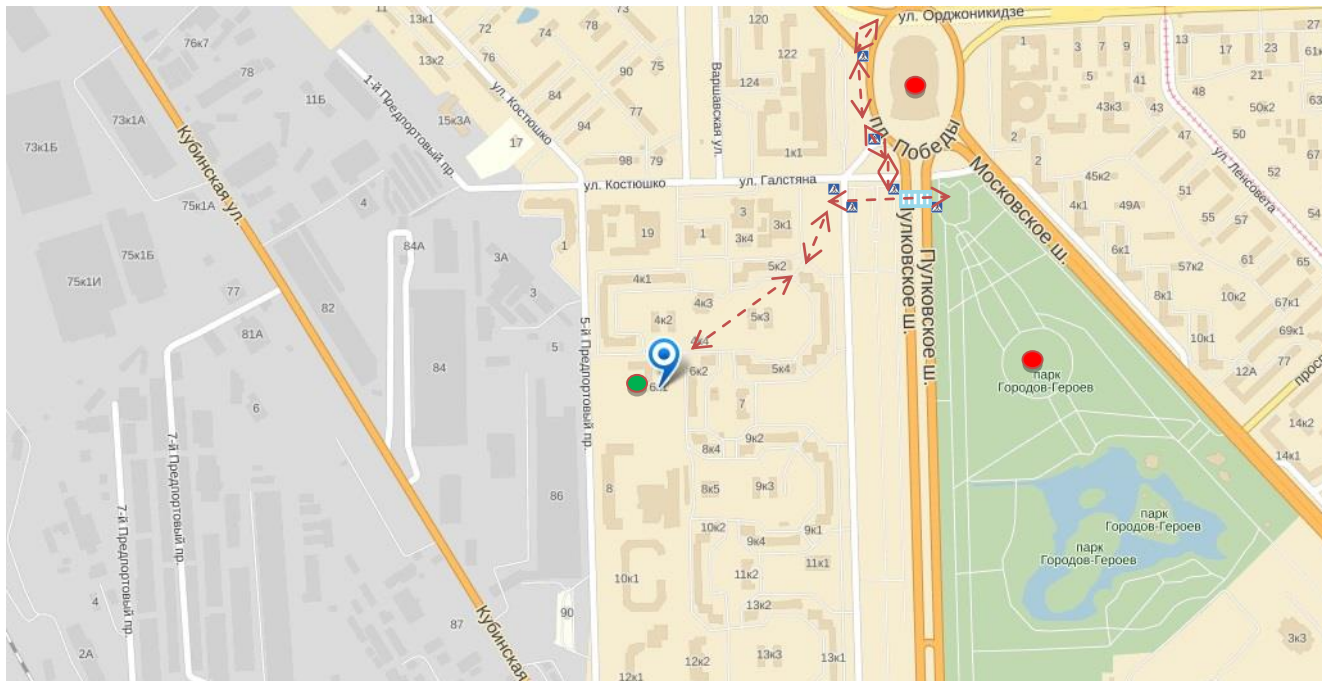 11
13к1
73
120
ул. Орджоникидзе
27
76к7
72
74
78
122
1
3
7
9
13
17
23
61к
13к2
75
78
90
124
5
41
21
48
11Б
84
77
43к3
43
50к2
1-й Предпортовый пр.
ул. Костюшко
Варшавская ул.
73к1А
15к3А
94
пл. Победы
2
47
50
67
73к1Б
17
98
79
1к1
2
52
Кубинская ул.
ул. Костюшко
ул. Галстяна
Московское ш.
45к2
51
ул. Ленсовета
75к1А
4
4к1
49А
55
57
54
3
3к1
19
1
3к4
1
84А
75к1Б
3А
6к1
61
65
75к1И
4к1
5к2
57к2
77
3
4к3
8к1
10к2
67к1
82
4к2
5к3
Пулковское ш.
Пулковское ш.
81А
5
5-й Предпортовый пр.
10к1
69к1
84
6к2
5к4
77
12А
парк
Городов-Героев
6
7
14к2
7-й Предпортовый пр.
9к2
8к4
14к1
8
8к5
9к3
86
7-й Предпортовый пр.
10к2
9к1
парк
Городов-Героев
9к4
парк
Городов-Героев
10к1
11к2
11к1
4
90
13к2
87
Кубинская
3к3
2А
12к2
13к3
13к1
12к1